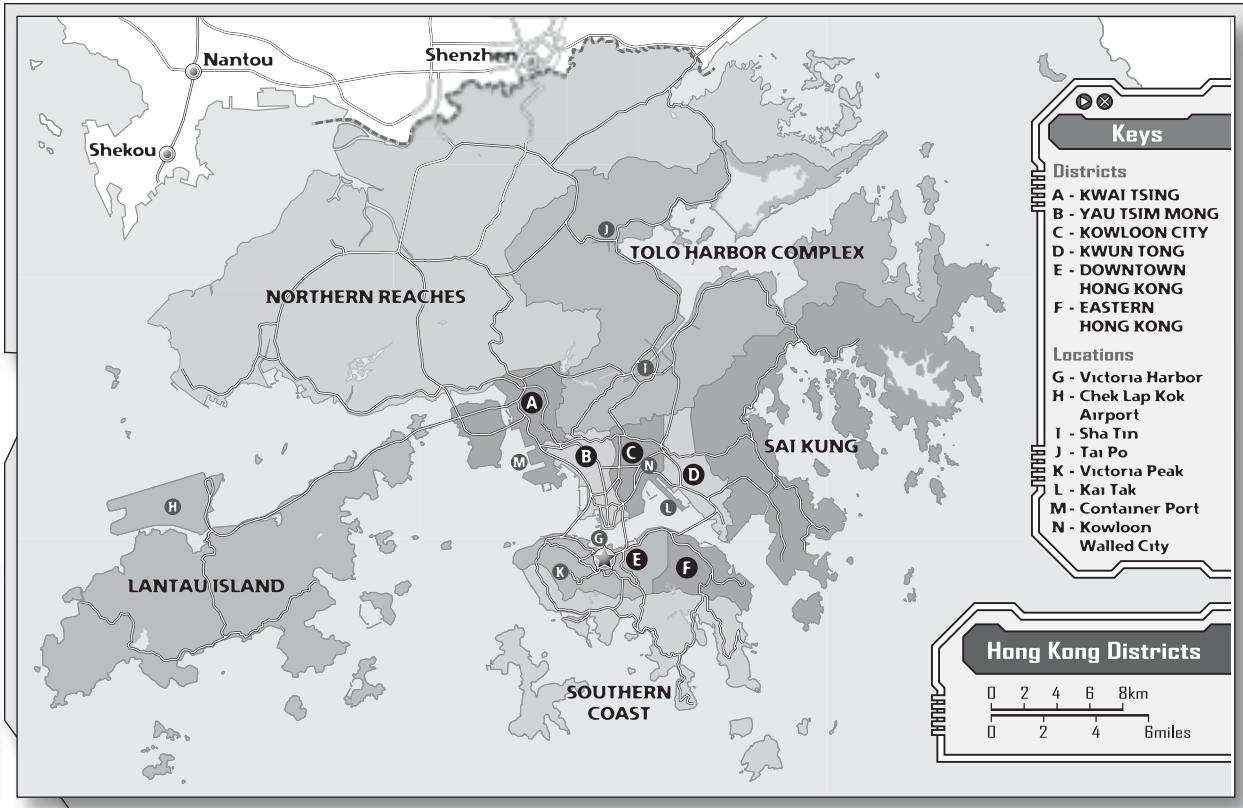 Nantou
Shenzhen
Shekou
J
TOLO HARBOR COMPLEX
NORTHERN REACHES
I
A
SAI KUNG
B
C
M
N
D
H
L
G
E
F
K
LANTAU ISLAND
SOUTHERN
COAST
Keys
Districts
A - KWAI TSING
B - YAU TSIM MONG
C - KOWLOON CITY
D - KWUN TONG
E - DOWNTOWN
HONG KONG
F - EASTERN
HONG KONG
Locations
G - Victoria Harbor
H - Chek Lap Kok
Airport
I - Sha Tin
J - Tai Po
K - Victoria Peak
L - Kai Tak
M - Container Port
N - Kowloon
Walled City
Hong Kong Districts
0 2 4 6 8km
0 2 4 6miles